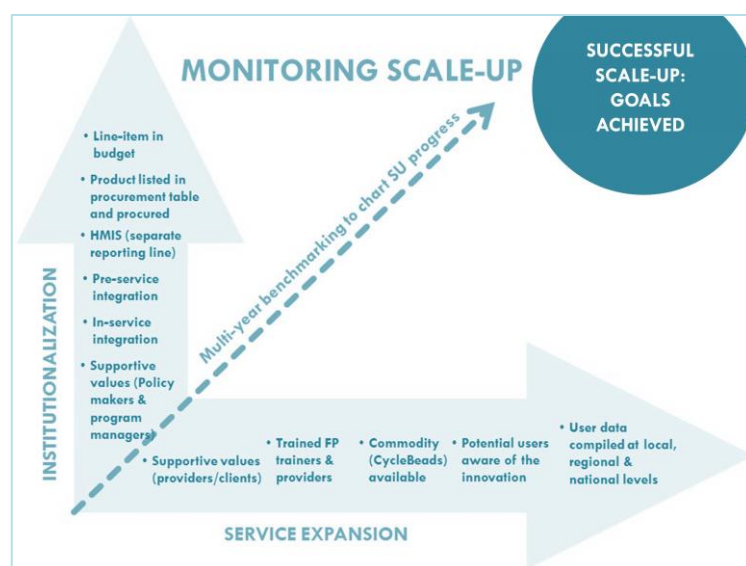 MONITORING SCALE-UP
SUCCESSFUL
SCALE-UP:
GOALS
ACHIEVED
• Line-item in
budget
• Product listed in
procurement table
and procured
• HMIS (separate
reporting line)
• Pre-service
integration
• In-service
integration
• Supportive
values (Policy
makers &
program
managers)
INSTITUTIONALIZATION
Multi-year benchmarking to chart SU progress
• Supportive values
(providers/clients)
• Trained FP
trainers &
providers
• Commodity
(CycleBeads)
available
• Potential users
aware of the
innovation
• User data
compiled at local,
regional &
national levels
SERVICE EXPANSION